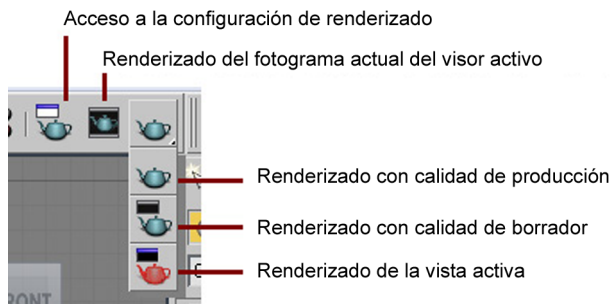 Acceso a la configuración de renderizado
Renderizado del fotograma actual del visor activo
Renderizado con calidad de producción
Renderizado con calidad de borrador
Renderizado de la vista activa